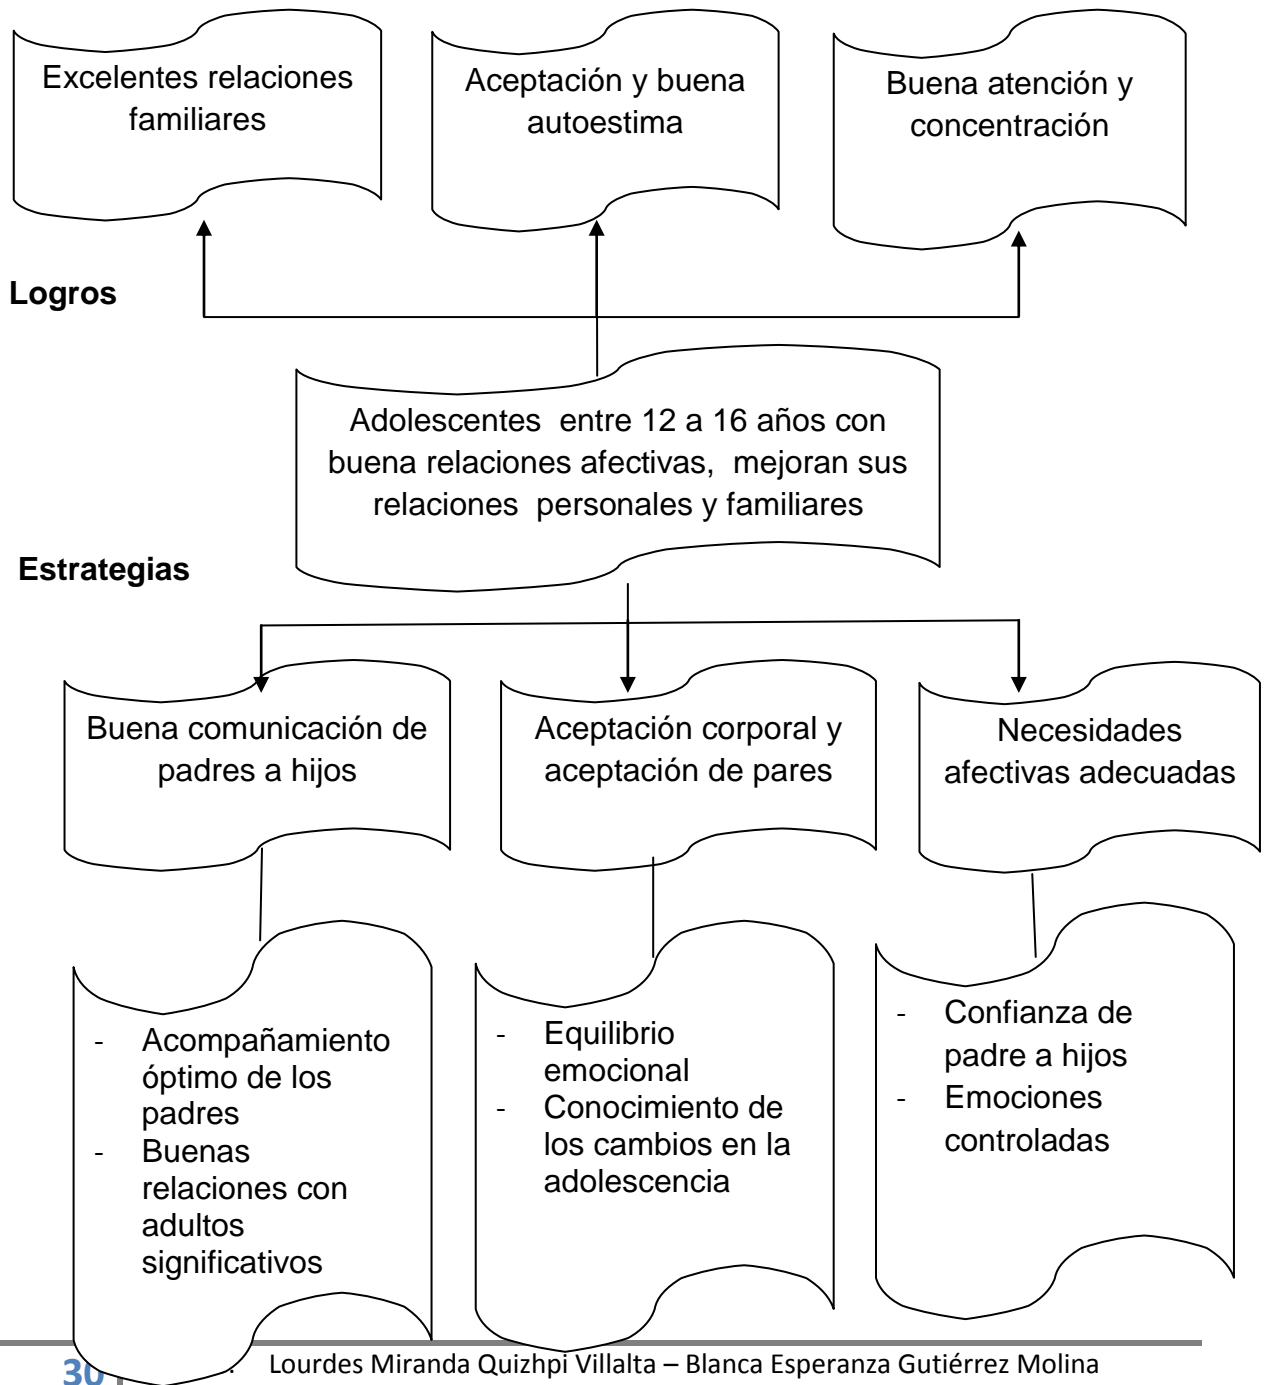 Excelentes relaciones
familiares
Aceptación y buena
autoestima
Buena atención y
concentración
Logros
Adolescentes entre 12 a 16 años con
buena relaciones afectivas, mejoran sus
relaciones personales y familiares
Estrategias
Buena comunicación de
padres a hijos
Aceptación corporal y
aceptación de pares
Necesidades
afectivas adecuadas
- Acompañamiento
óptimo de los
padres
- Buenas
relaciones con
adultos
significativos
- Equilibrio
emocional
- Conocimiento de
los cambios en la
adolescencia
- Confianza de
padre a hijos
- Emociones
controladas
30 Lourdes Miranda Quizhpi Villalta – Blanca Esperanza Gutiérrez Molina